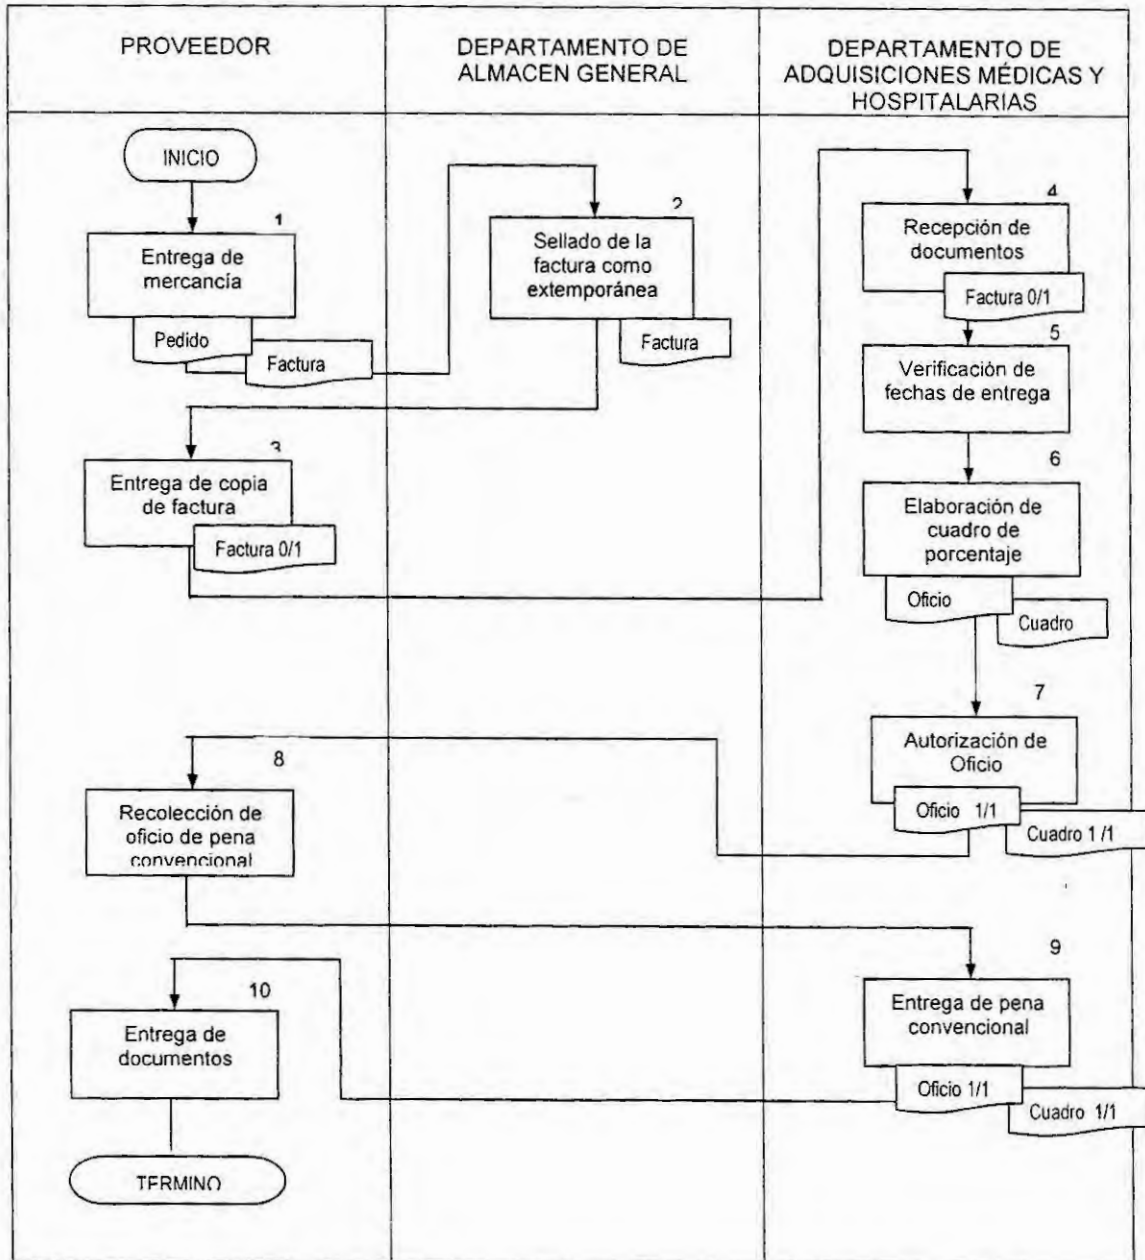 PROVEEDOR
DEPARTAMENTO DE
ALMACEN GENERAL
DEPARTAMENTO DE
ADQUISICIONES MÉDICAS Y
HOSPITALARIAS
INICIO
1
Entrega de
mercancía
Pedido
Factura
2
Sellado de la
factura como
extemporánea
Factura
3
Entrega de copia
de factura
Factura 0/1
4
Recepción de
documentos
Factura 0/1
5
Verificación de
fechas de entrega
6
Elaboración de
cuadro de
porcentaje
Oficio
Cuadro
7
Autorización de
Oficio
Oficio 1/1
Cuadro 1 /1
8
Recolección de
oficio de pena
convencional
9
Entrega de pena
convencional
Oficio 1/1
Cuadro 1/1
10
Entrega de
documentos
TERMINO